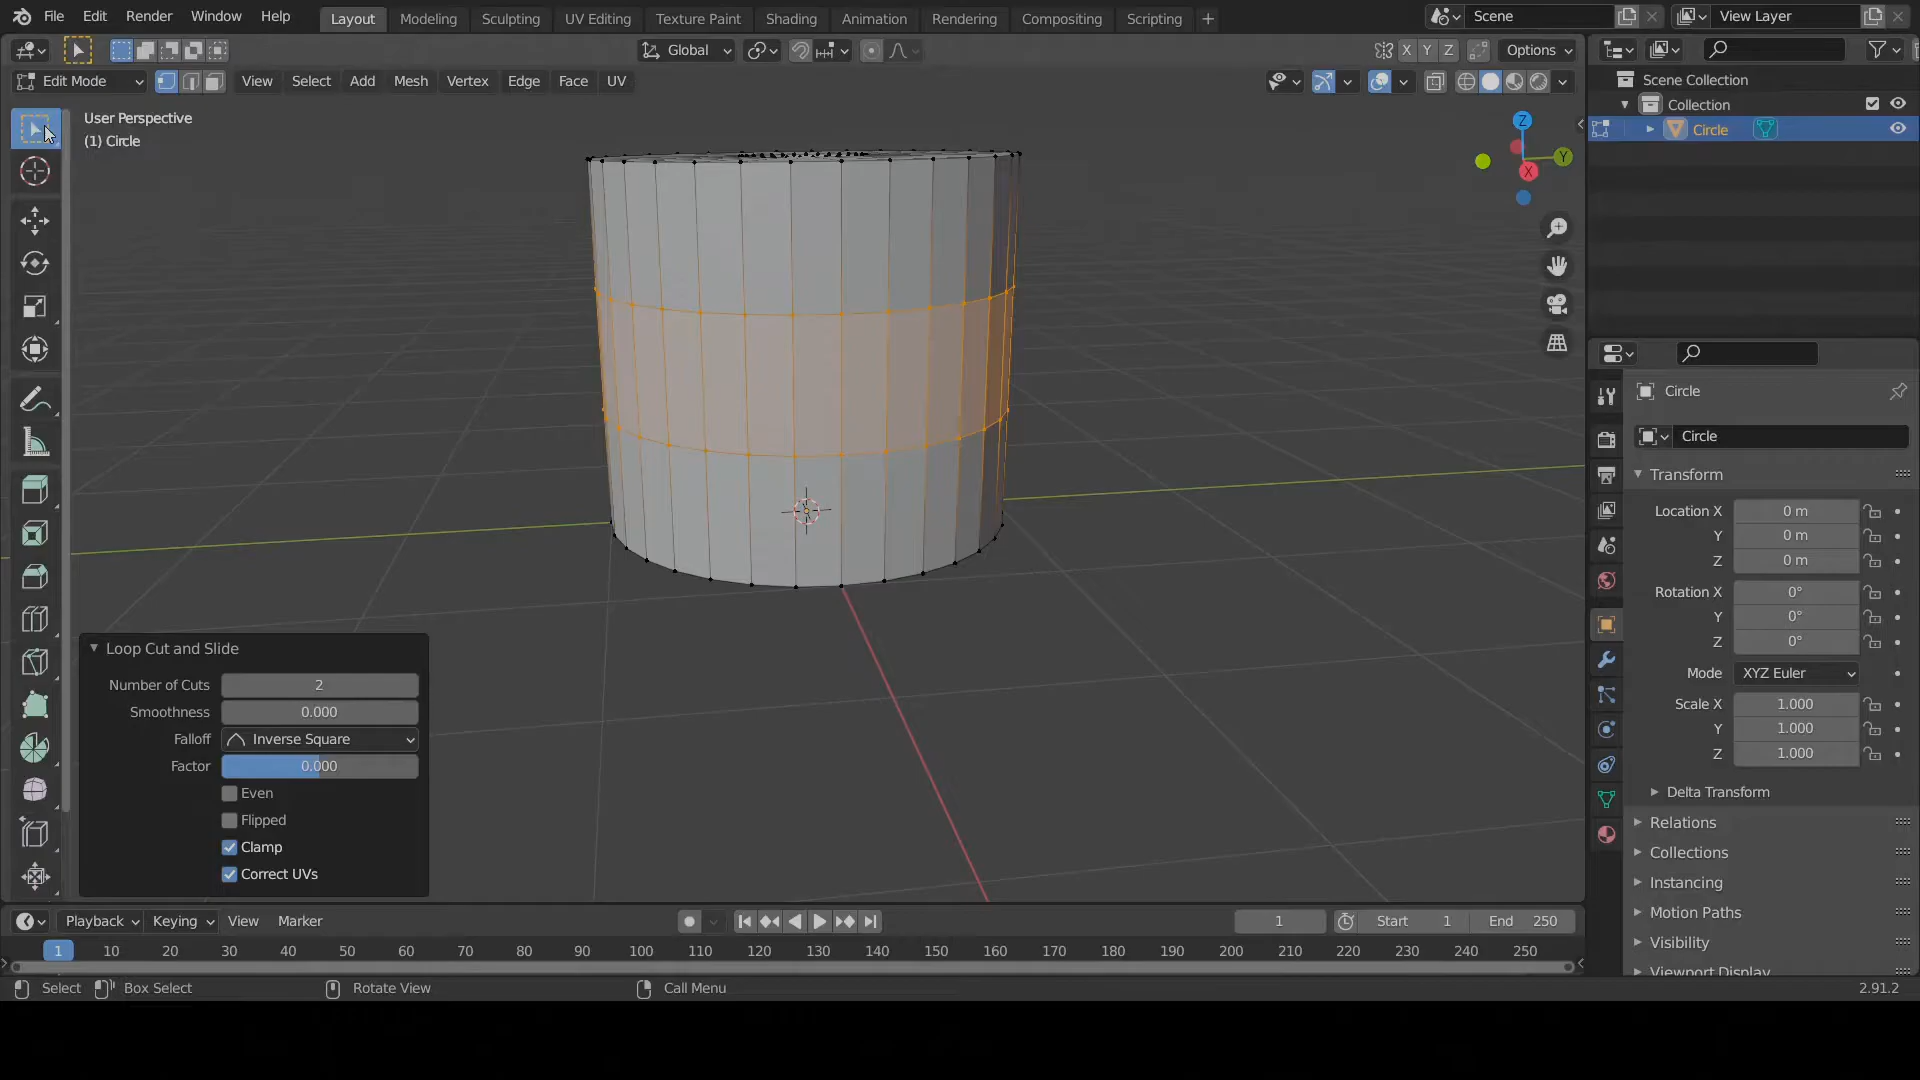 File Edit Render Window Help Layout Modeling Sculpting UV Editing Texture Paint Shading Animation Rendering Compositing Scripting + Scene View Layer
Global X Y Z Options
Edit Mode View Select Add Mesh Vertex Edge Face UV
User Perspective
(1) Circle
Z
Y
X
Scene Collection
Collection
Circle
Circle
Circle
Transform
Location X 0 m
Y 0 m
Z 0 m
Rotation X 0°
Y 0°
Z 0°
Mode XYZ Euler
Scale X 1.000
Y 1.000
Z 1.000
Delta Transform
Relations
Collections
Instancing
Motion Paths
Visibility
Viewport Display
Loop Cut and Slide
Number of Cuts 2
Smoothness 0.000
Falloff Inverse Square
Factor 0.000
Even
Flipped
Clamp
Correct UVs
Playback Keying View Marker 1 Start 1 End 250
1 10 20 30 40 50 60 70 80 90 100 110 120 130 140 150 160 170 180 190 200 210 220 230 240 250
Select Box Select Rotate View Call Menu 2.91.2